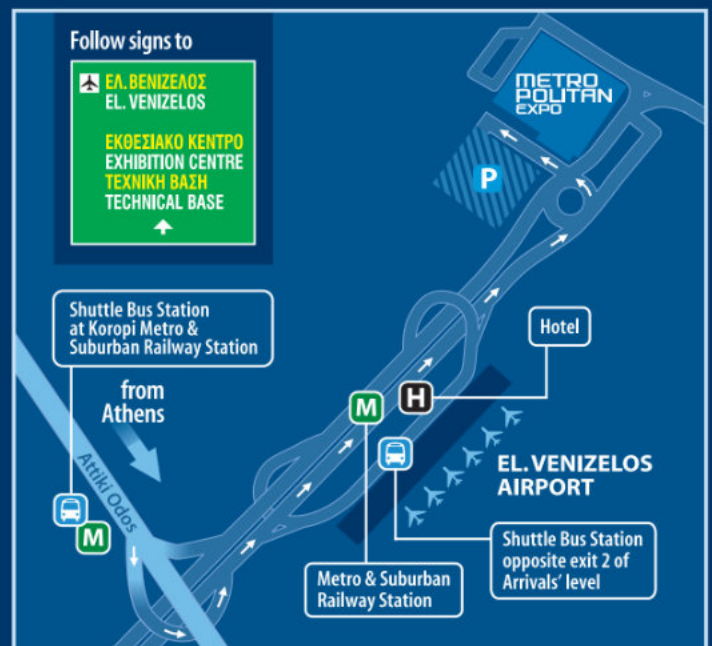 Follow signs to
ΕΛ. ΒΕΝΙΖΕΛΟΣ
EL. VENIZELOS
ΕΚΘΕΣΙΑΚΟ ΚΕΝΤΡΟ
EXHIBITION CENTRE
ΤΕΧΝΙΚΗ ΒΑΣΗ
TECHNICAL BASE
METRO
POLITAN
EXPO
P
Shuttle Bus Station
at Koropi Metro &
Suburban Railway Station
Hotel
from
Athens
M
H
Attiki Odos
M
EL. VENIZELOS
AIRPORT
Metro & Suburban
Railway Station
Shuttle Bus Station
opposite exit 2 of
Arrivals' level